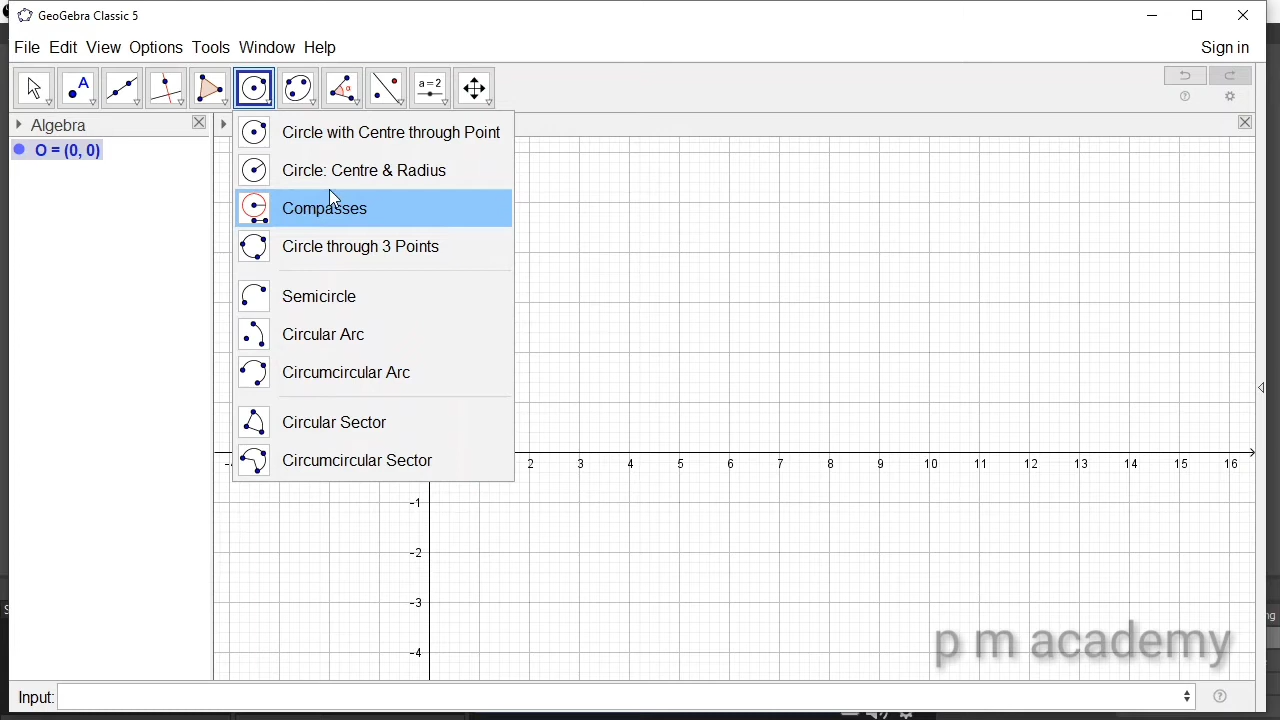 GeoGebra Classic 5
File Edit View Options Tools Window Help Sign in
A α a = 2
Algebra
O = (0, 0)
Circle with Centre through Point
Circle: Centre & Radius
Compasses
Circle through 3 Points
Semicircle
Circular Arc
Circumcircular Arc
Circular Sector
Circumcircular Sector
2 3 4 5 6 7 8 9 10 11 12 13 14 15 16
-1
-2
-3
-4
p m academy
Input: